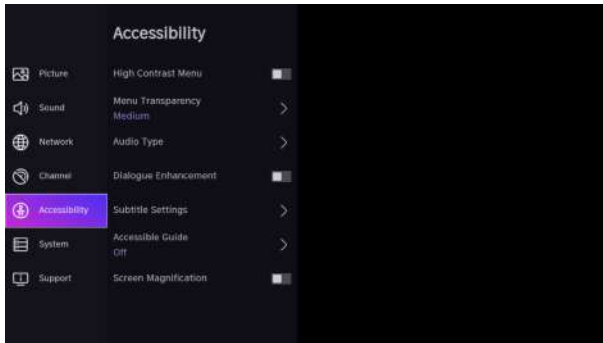 Accessibility
Picture
Sound
Network
Channel
Accessibility
System
Support
High Contrast Menu
Menu Transparency
Medium
Audio Type
Dialogue Enhancement
Subtitle Settings
Accessible Guide
Off
Screen Magnification